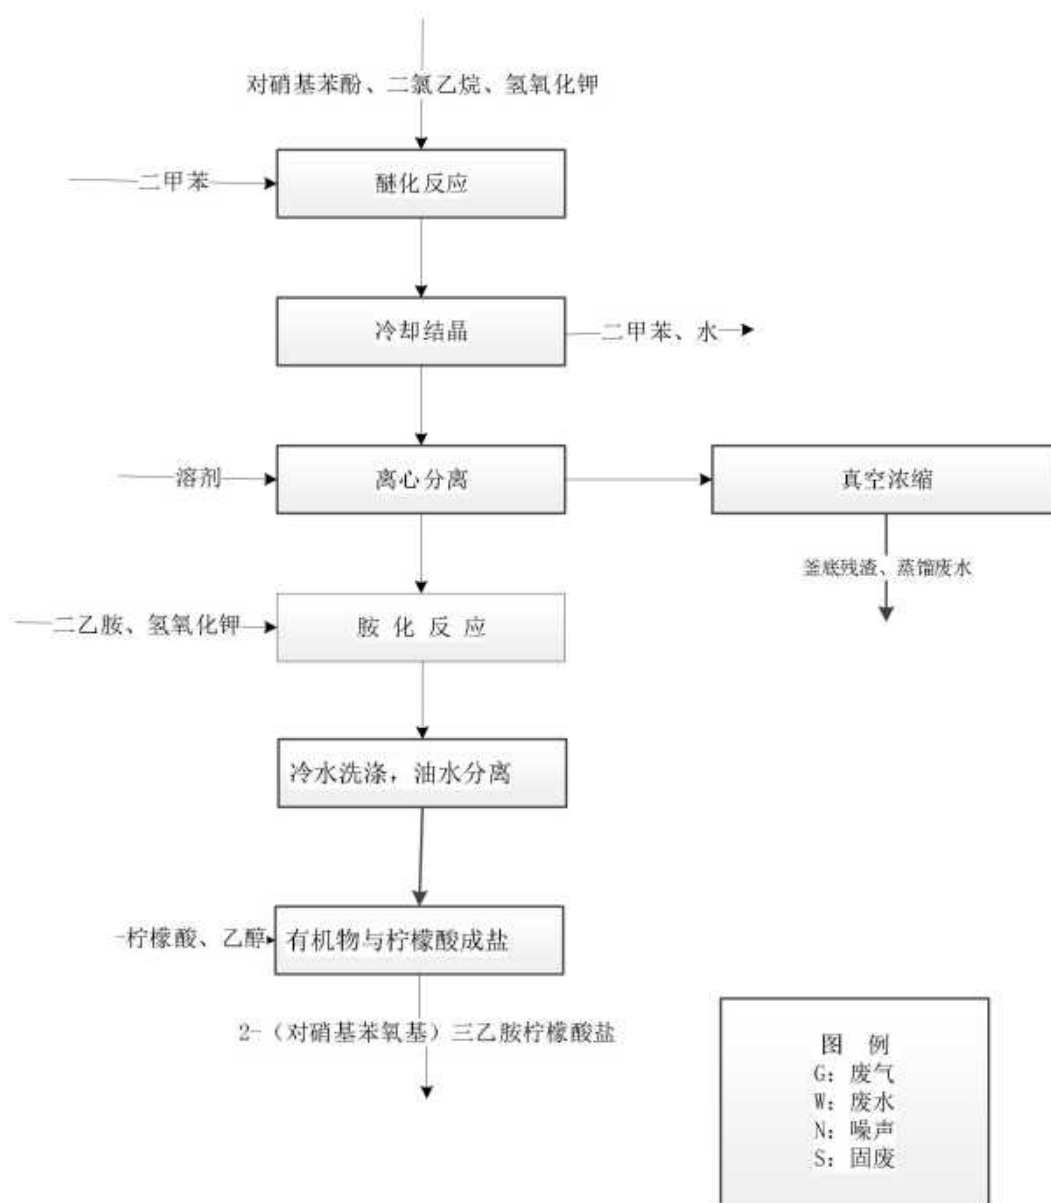 对硝基苯酚、二氯乙烷、氢氧化钾
二甲苯
醚化反应
冷却结晶
二甲苯、水
溶剂
离心分离
真空浓缩
釜底残渣、蒸馏废水
二乙胺、氢氧化钾
胺 化 反 应
冷水洗涤，油水分离
柠檬酸、乙醇
有机物与柠檬酸成盐
2-（对硝基苯氧基）三乙胺柠檬酸盐
图 例
G：废气
W：废水
N：噪声
S：固废